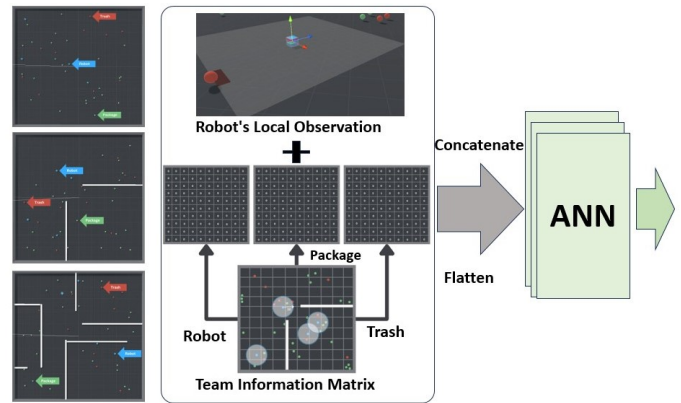 Trash
Robot
Package
Robot
Trash
Package
Trash
Robot
Package
Robot's Local Observation
+
Package
Robot
Trash
Team Information Matrix
Concatenate
Flatten
ANN